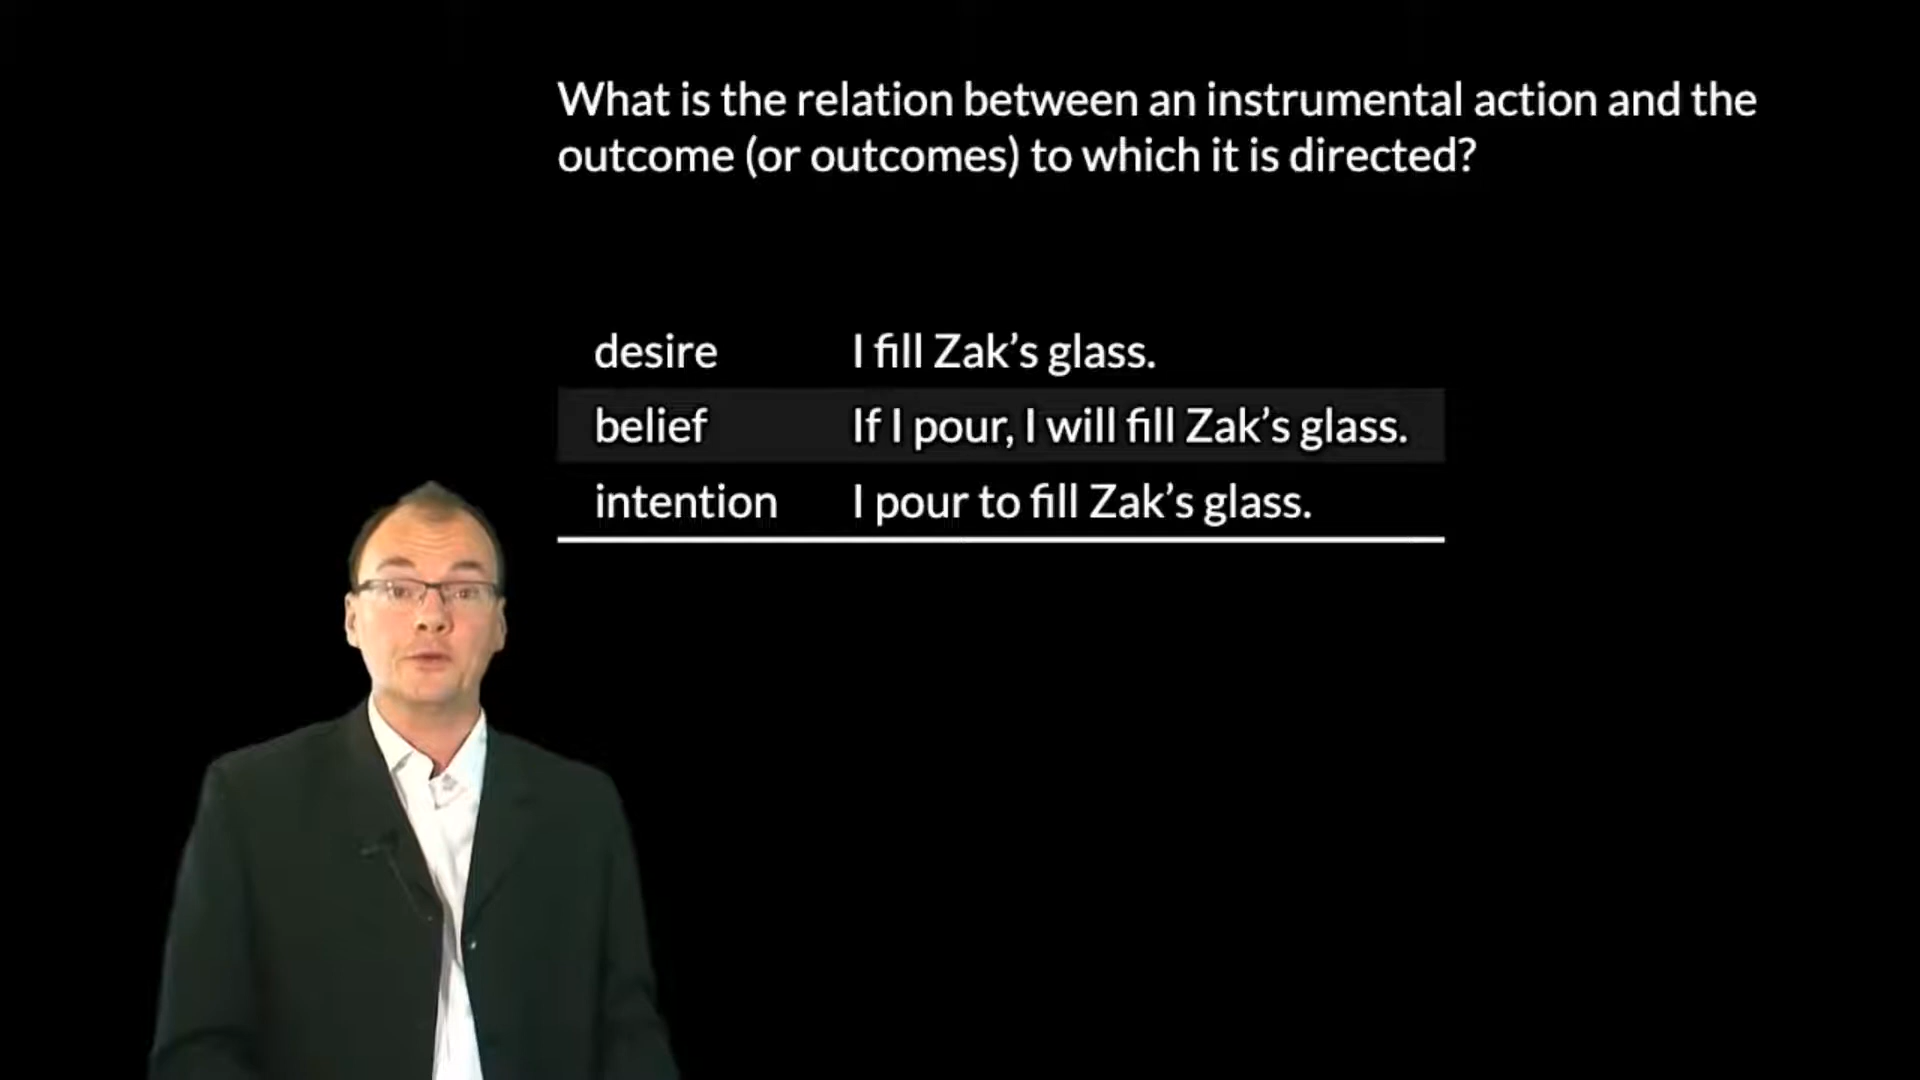 What is the relation between an instrumental action and the
outcome (or outcomes) to which it is directed?
desire I fill Zak’s glass.
belief If I pour, I will fill Zak’s glass.
intention I pour to fill Zak’s glass.